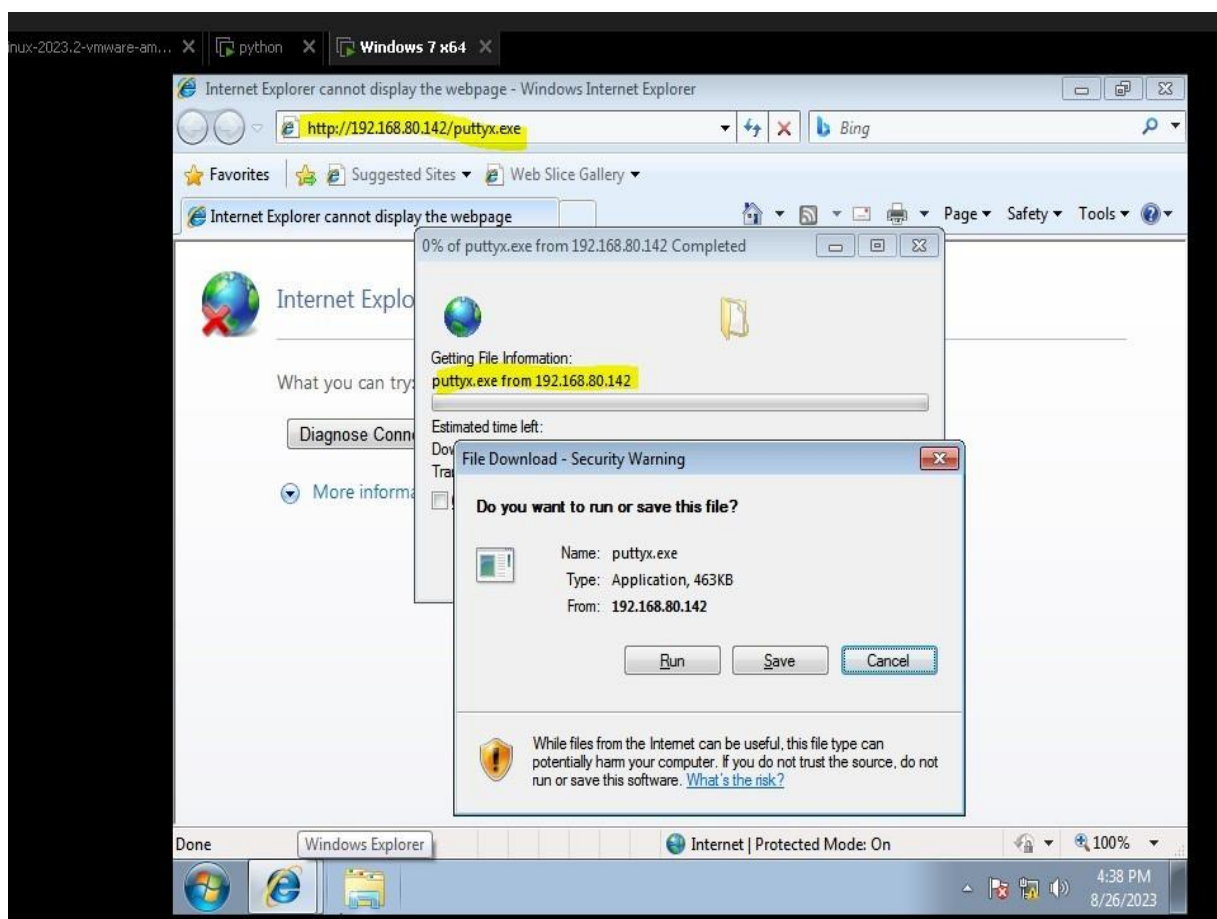 inux-2023.2-vmware-am... python Windows 7 x64
Internet Explorer cannot display the webpage - Windows Internet Explorer
http://192.168.80.142/puttyx.exe Bing
Favorites Suggested Sites Web Slice Gallery
Internet Explorer cannot display the webpage Page Safety Tools
0% of puttyx.exe from 192.168.80.142 Completed
Internet Explo
Getting File Information:
puttyx.exe from 192.168.80.142
What you can try:
Estimated time left:
Diagnose Conne
Dow
Tra
More informa
File Download - Security Warning
Do you want to run or save this file?
Name: puttyx.exe
Type: Application, 463KB
From: 192.168.80.142
Run Save Cancel
While files from the Internet can be useful, this file type can
potentially harm your computer. If you do not trust the source, do not
run or save this software. What's the risk?
Done Windows Explorer Internet | Protected Mode: On 100%
4:38 PM
8/26/2023